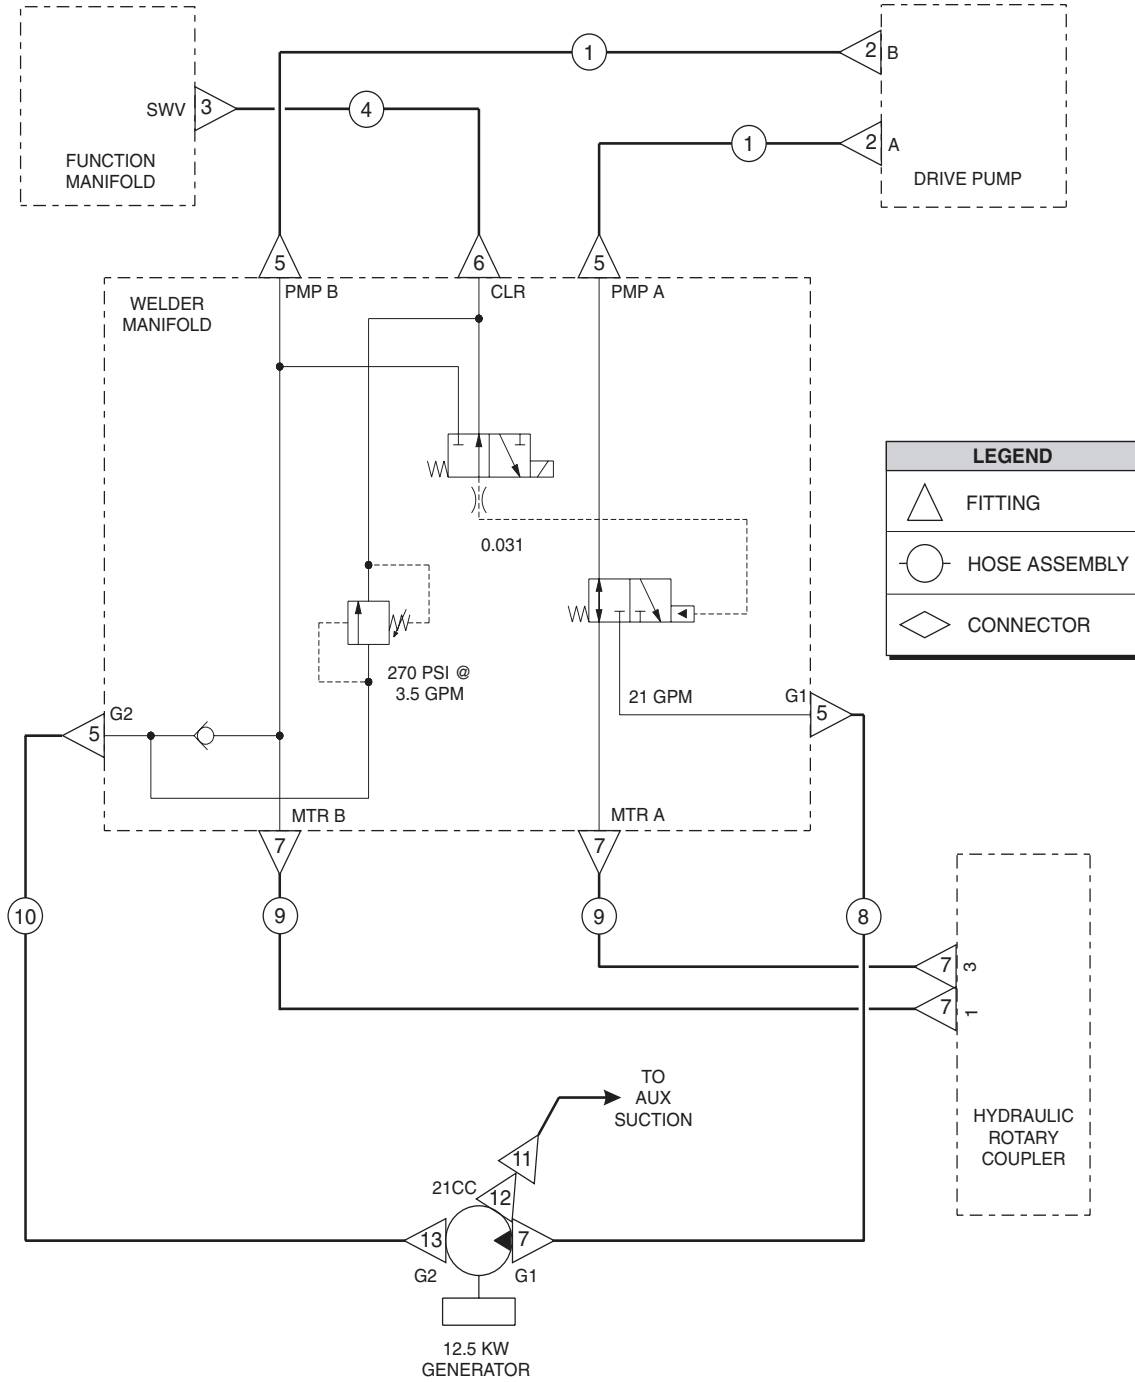 1
2
B
SWV
3
4
1
2
A
FUNCTION
MANIFOLD
DRIVE PUMP
5
6
5
PMP B
CLR
PMP A
WELDER
MANIFOLD
LEGEND
FITTING
HOSE ASSEMBLY
CONNECTOR
0.031
270 PSI @
3.5 GPM
21 GPM
G1
5
G2
5
MTR B
MTR A
7
7
10
9
9
8
7
3
7
1
TO
AUX
SUCTION
HYDRAULIC
ROTARY
COUPLER
11
21CC
12
13
7
G2
G1
12.5 KW
GENERATOR